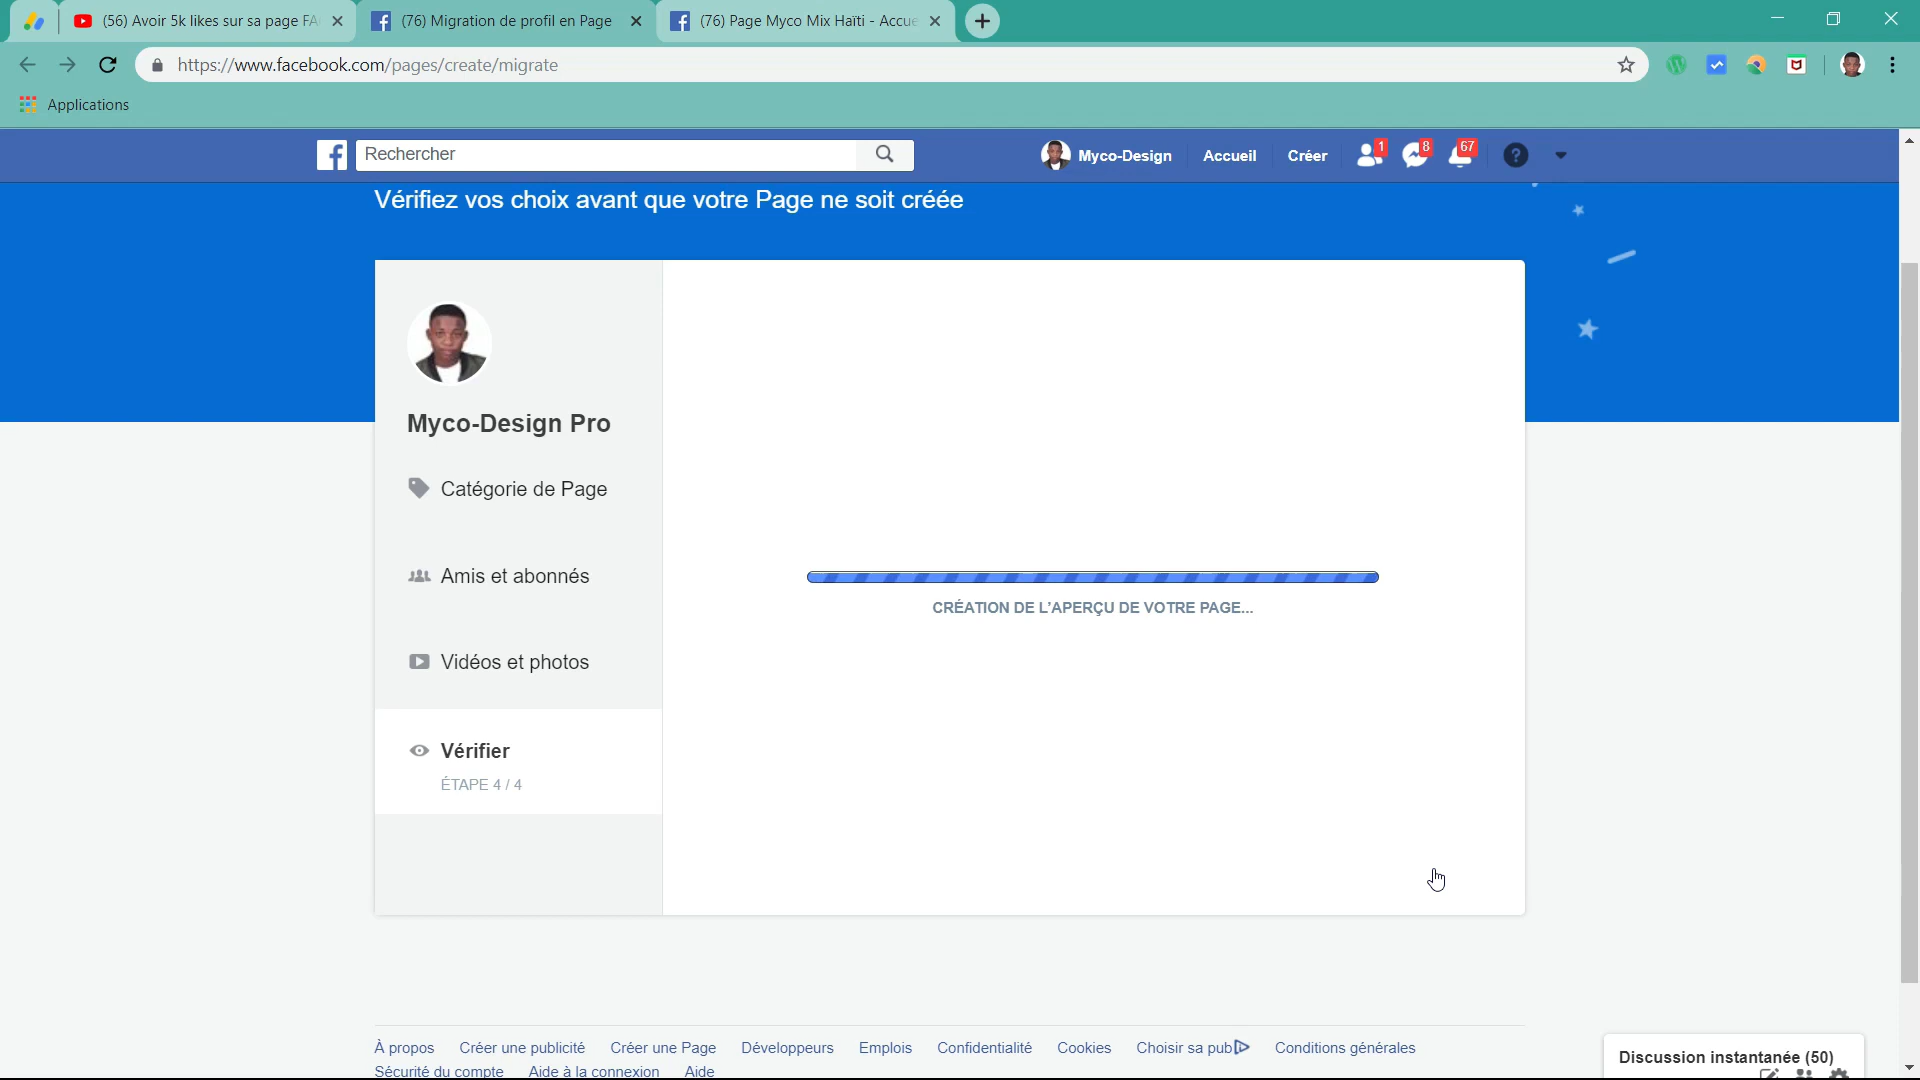 (56) Avoir 5k likes sur sa page FA
(76) Migration de profil en Page
(76) Page Myco Mix Haïti - Accue
https://www.facebook.com/pages/create/migrate
Applications
Rechercher
Myco-Design
Accueil
Créer
1
8
67
Vérifiez vos choix avant que votre Page ne soit créée
Myco-Design Pro
Catégorie de Page
Amis et abonnés
Vidéos et photos
Vérifier
ÉTAPE 4 / 4
CRÉATION DE L'APERÇU DE VOTRE PAGE...
À propos Créer une publicité Créer une Page Développeurs Emplois Confidentialité Cookies Choisir sa pub Conditions générales
Sécurité du compte Aide à la connexion Aide
Discussion instantanée (50)